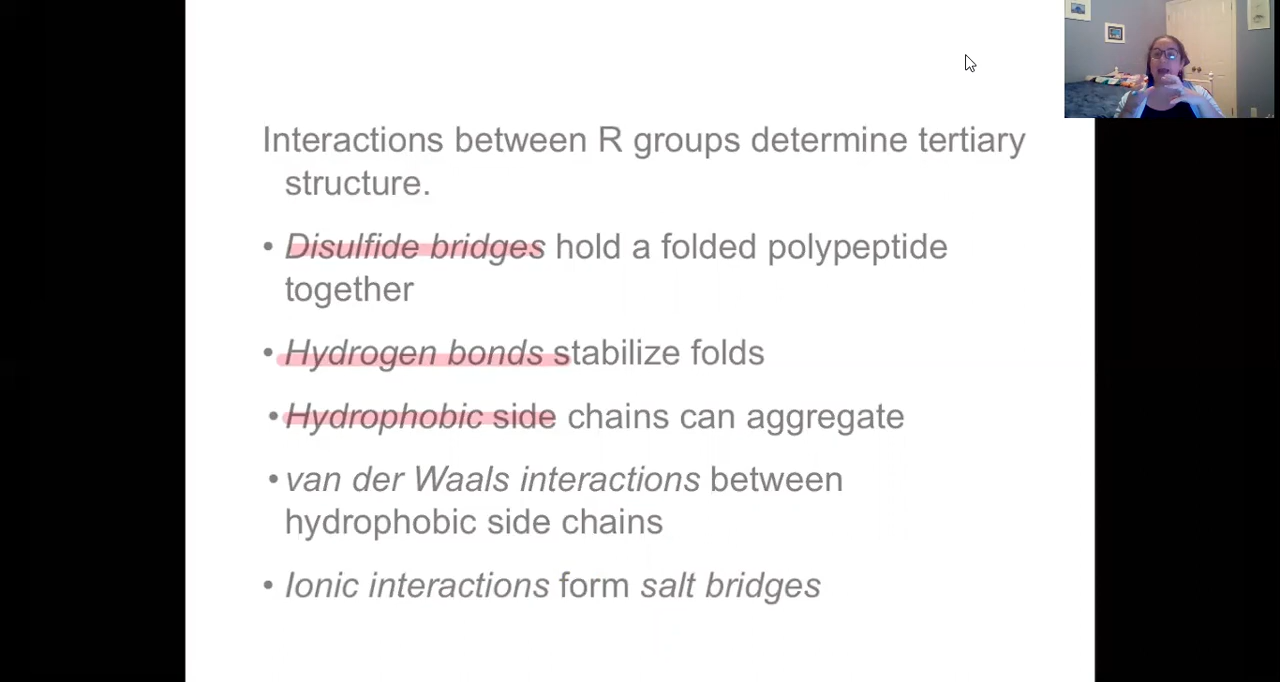 Interactions between R groups determine tertiary
structure.
• Disulfide bridges hold a folded polypeptide
together
• Hydrogen bonds stabilize folds
• Hydrophobic side chains can aggregate
• van der Waals interactions between
hydrophobic side chains
• Ionic interactions form salt bridges